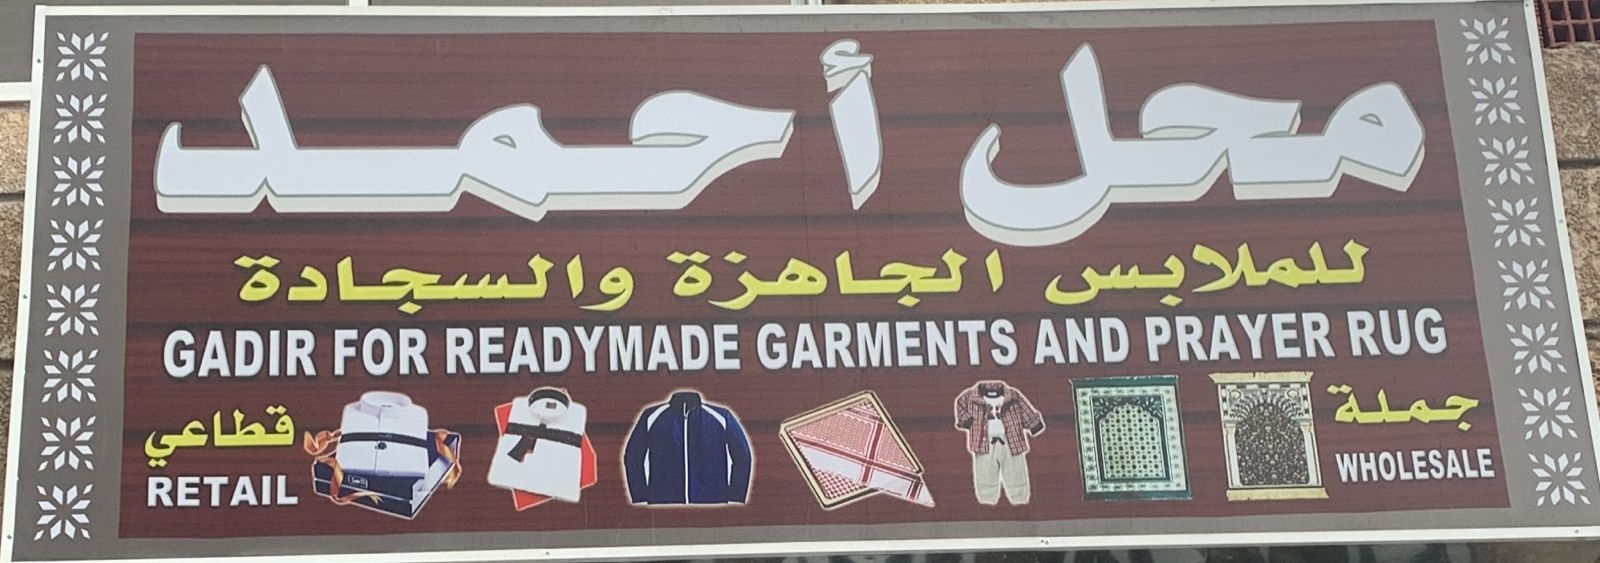 محل أحمد
للملابس الجاهزة والسجادة
GADIR FOR READYMADE GARMENTS AND PRAYER RUG
جملة
قطاعي
WHOLESALE
RETAIL